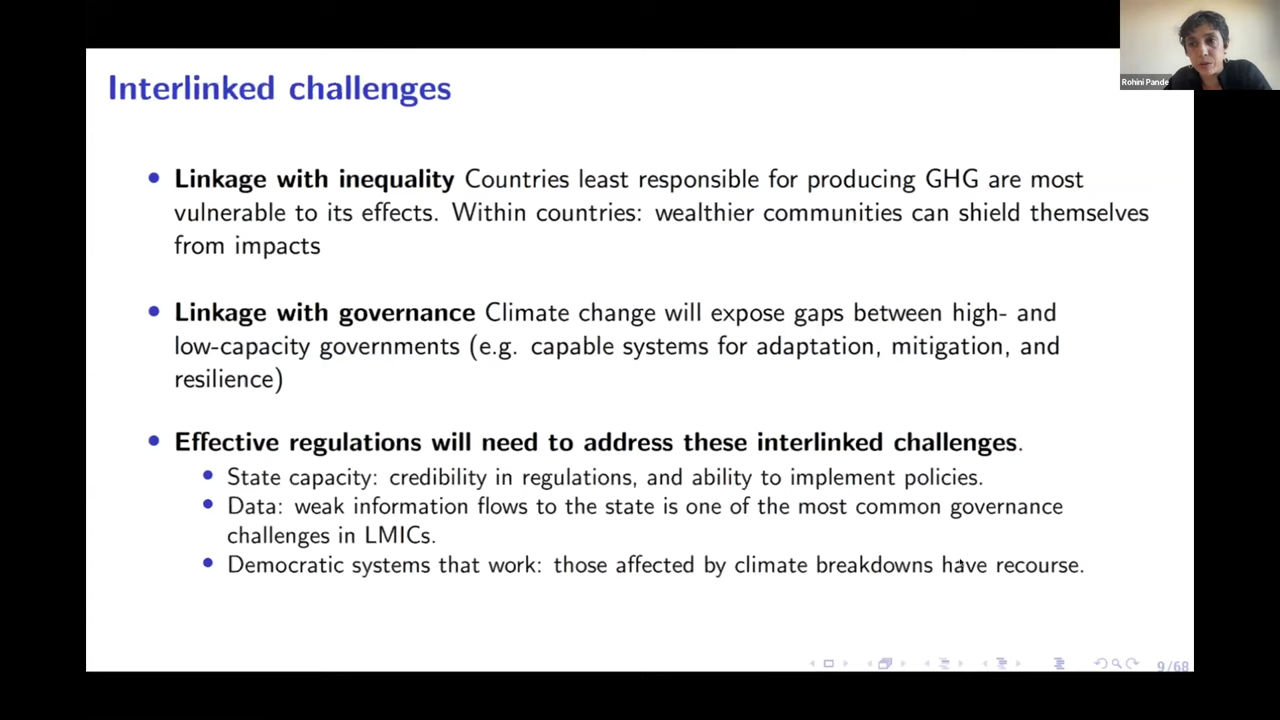 Interlinked challenges
Rohini Pande
• Linkage with inequality Countries least responsible for producing GHG are most
vulnerable to its effects. Within countries: wealthier communities can shield themselves
from impacts
• Linkage with governance Climate change will expose gaps between high- and
low-capacity governments (e.g. capable systems for adaptation, mitigation, and
resilience)
• Effective regulations will need to address these interlinked challenges.
• State capacity: credibility in regulations, and ability to implement policies.
• Data: weak information flows to the state is one of the most common governance
challenges in LMICs.
• Democratic systems that work: those affected by climate breakdowns have recourse.
9/68